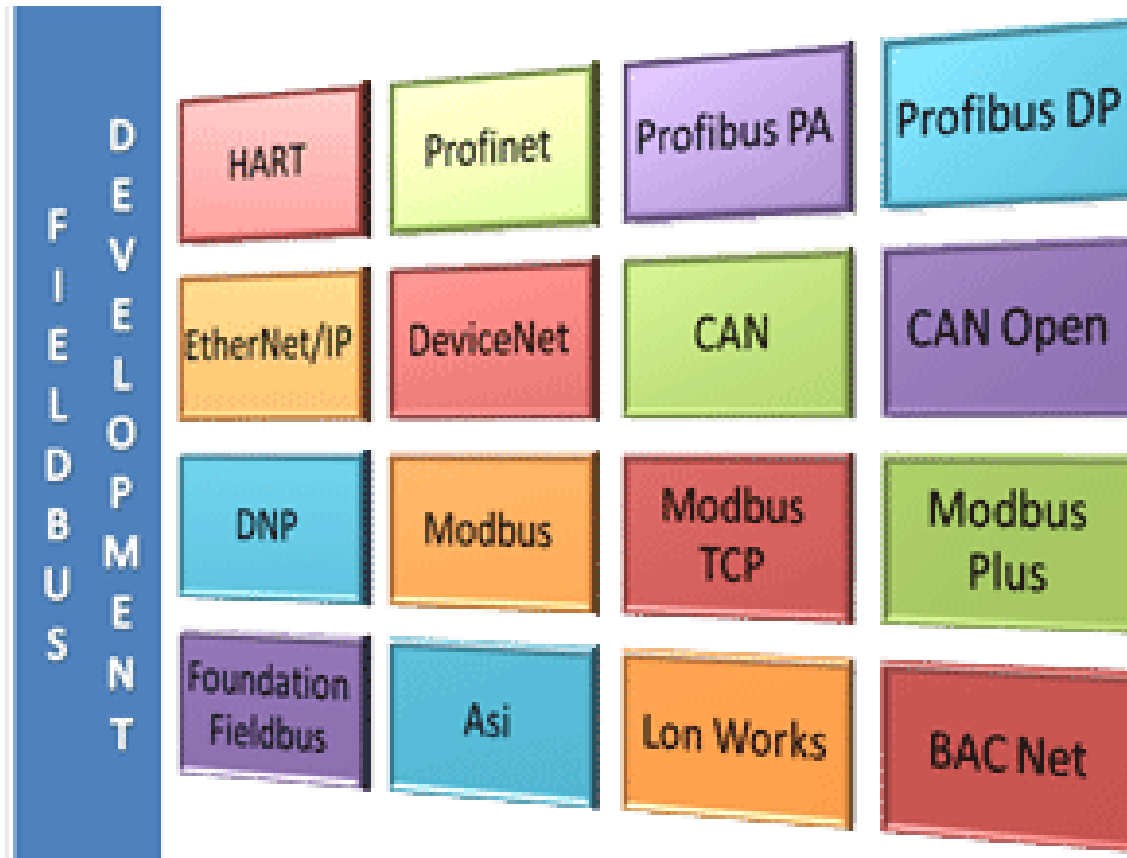 FIELDBUS
DEVELOPMENT
HART
Profinet
Profibus PA
Profibus DP
EtherNet/IP
DeviceNet
CAN
CAN Open
DNP
Modbus
Modbus
TCP
Modbus
Plus
Foundation
Fieldbus
Asi
Lon Works
BAC Net